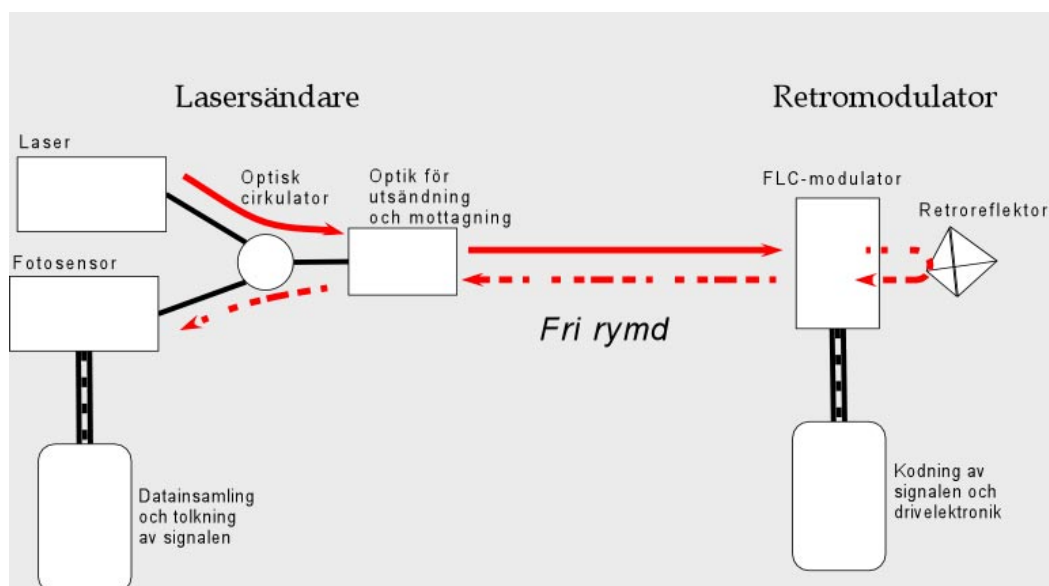 Lasersändare
Retromodulator
Laser
Optisk
cirkulator
Optik för
utsändning
och mottagning
FLC-modulator
Retroreflektor
Fotosensor
Fri rymd
Datainsamling
och tolkning
av signalen
Kodning av
signalen och
drivelektronik